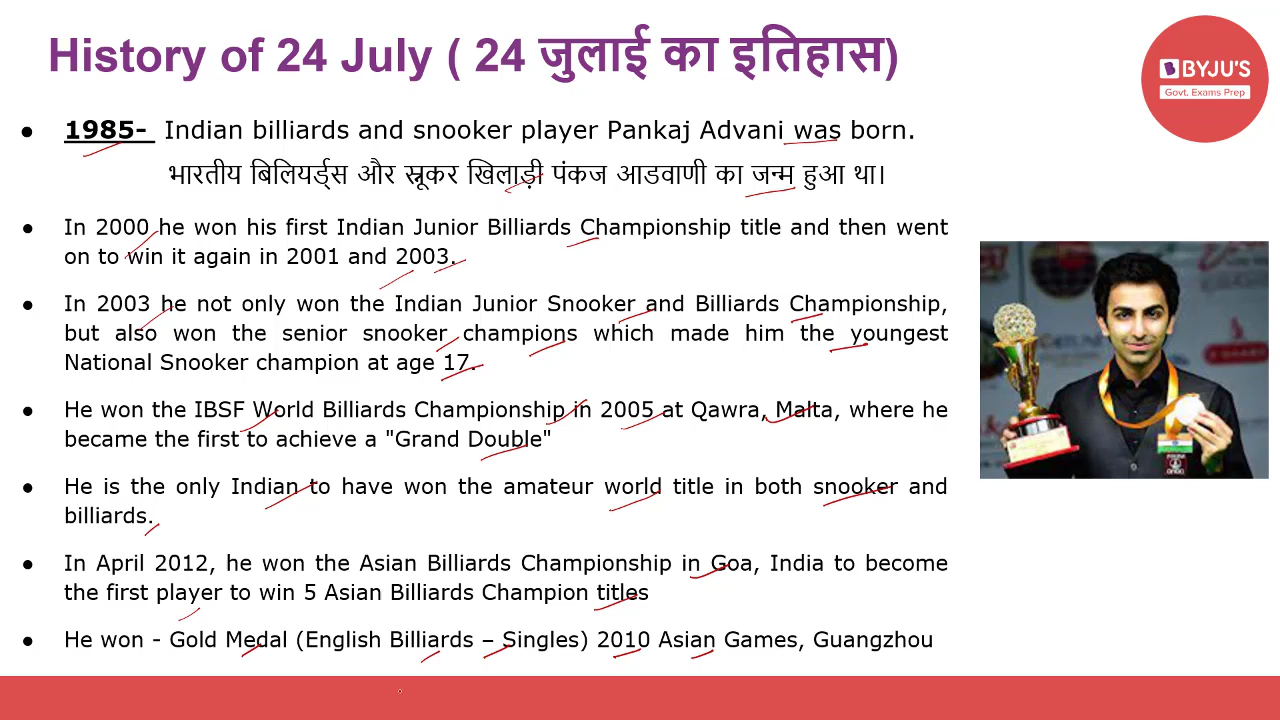 History of 24 July ( 24 जुलाई का इतिहास)
BYJU'S
Govt. Exams Prep
● 1985- Indian billiards and snooker player Pankaj Advani was born.
भारतीय बिलियर्ड्स और स्नूकर खिलाड़ी पंकज आडवाणी का जन्म हुआ था।
● In 2000 he won his first Indian Junior Billiards Championship title and then went
on to win it again in 2001 and 2003.
● In 2003 he not only won the Indian Junior Snooker and Billiards Championship,
but also won the senior snooker champions which made him the youngest
National Snooker champion at age 17.
● He won the IBSF World Billiards Championship in 2005 at Qawra, Malta, where he
became the first to achieve a "Grand Double"
● He is the only Indian to have won the amateur world title in both snooker and
billiards.
● In April 2012, he won the Asian Billiards Championship in Goa, India to become
the first player to win 5 Asian Billiards Champion titles
● He won - Gold Medal (English Billiards – Singles) 2010 Asian Games, Guangzhou